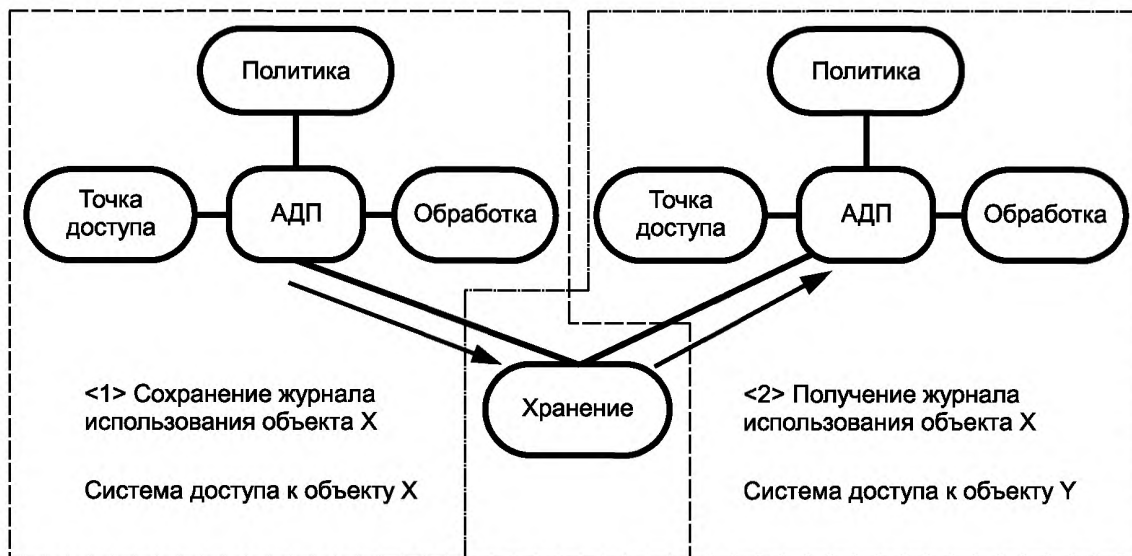 Политика
Точка
доступа
АДП
Обработка
Политика
Точка
доступа
АДП
Обработка
Хранение
<1> Сохранение журнала
использования объекта X
Система доступа к объекту X
<2> Получение журнала
использования объекта X
Система доступа к объекту Y